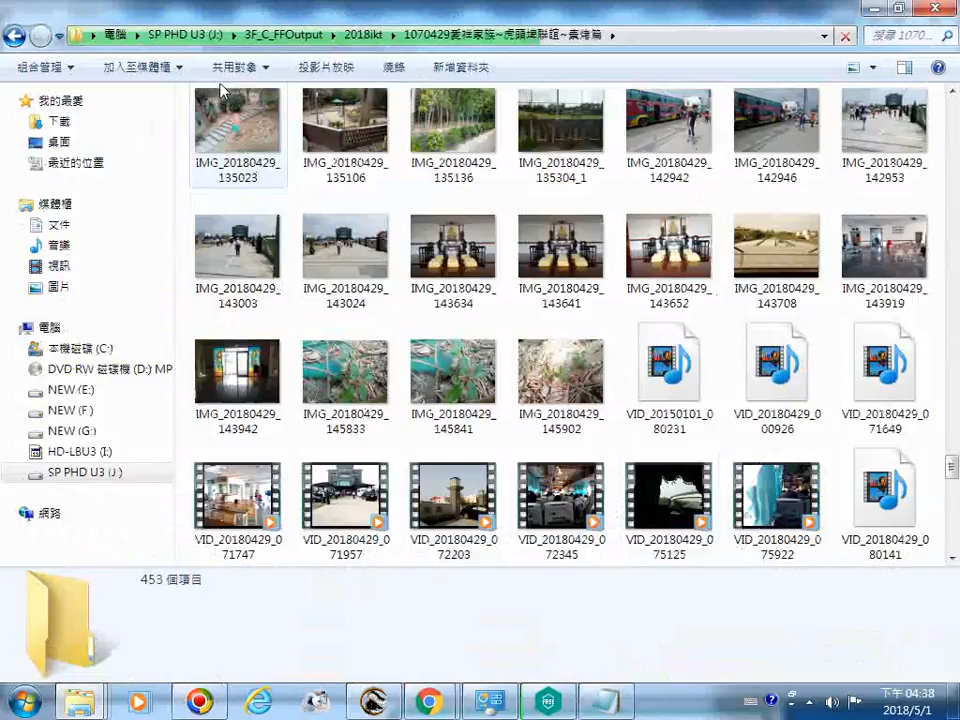 電腦 SP PHD U3 (J:) 3F_C_FFOutput 2018ikt 1070429愛祥家族~虎頭埤聯誼~素烤篇 搜尋 1070...
組合管理 加入至媒體櫃 共用對象 投影片放映 燒錄 新增資料夾
我的最愛
下載
桌面
最近的位置
媒體櫃
文件
音樂
視訊
圖片
電腦
本機磁碟 (C:)
DVD RW 磁碟機 (D:) MP
NEW (E:)
NEW (F:)
NEW (G:)
HD-LBU3 (I:)
SP PHD U3 (J:)
網路
IMG_20180429_135023
IMG_20180429_135106
IMG_20180429_135136
IMG_20180429_135304_1
IMG_20180429_142942
IMG_20180429_142946
IMG_20180429_142953
IMG_20180429_143003
IMG_20180429_143024
IMG_20180429_143634
IMG_20180429_143641
IMG_20180429_143652
IMG_20180429_143708
IMG_20180429_143919
IMG_20180429_143942
IMG_20180429_145833
IMG_20180429_145841
IMG_20180429_145902
VID_20150101_080231
VID_20180429_000926
VID_20180429_071649
VID_20180429_071747
VID_20180429_071957
VID_20180429_072203
VID_20180429_072345
VID_20180429_075125
VID_20180429_075922
VID_20180429_080141
453 個項目
下午 04:38
2018/5/1